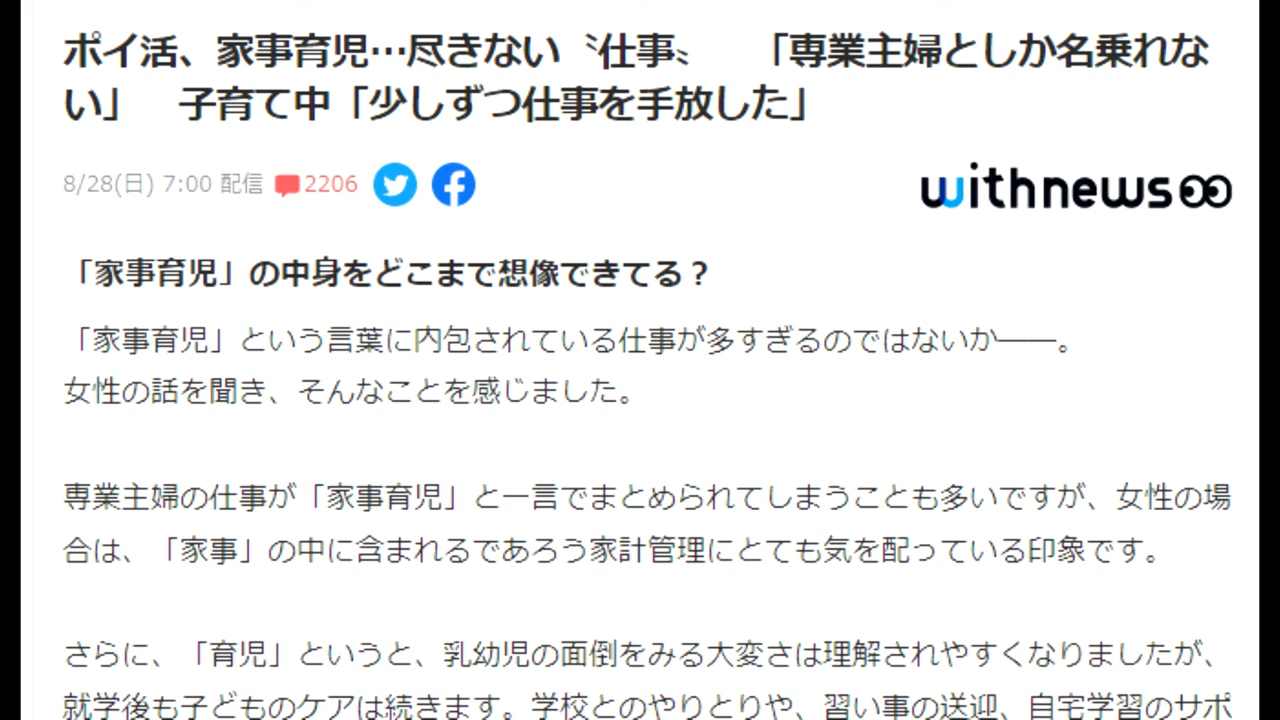 ポイ活、家事育児…尽きない〝仕事〟　「専業主婦としか名乗れな
い」　子育て中「少しずつ仕事を手放した」
8/28(日) 7:00 配信 2206
withnews
「家事育児」の中身をどこまで想像できてる？
「家事育児」という言葉に内包されている仕事が多すぎるのではないか――。
女性の話を聞き、そんなことを感じました。
専業主婦の仕事が「家事育児」と一言でまとめられてしまうことも多いですが、女性の場
合は、「家事」の中に含まれるであろう家計管理にとても気を配っている印象です。
さらに、「育児」というと、乳幼児の面倒をみる大変さは理解されやすくなりましたが、
就学後も子どものケアは続きます。学校とのやりとりや、習い事の送迎、自宅学習のサポ